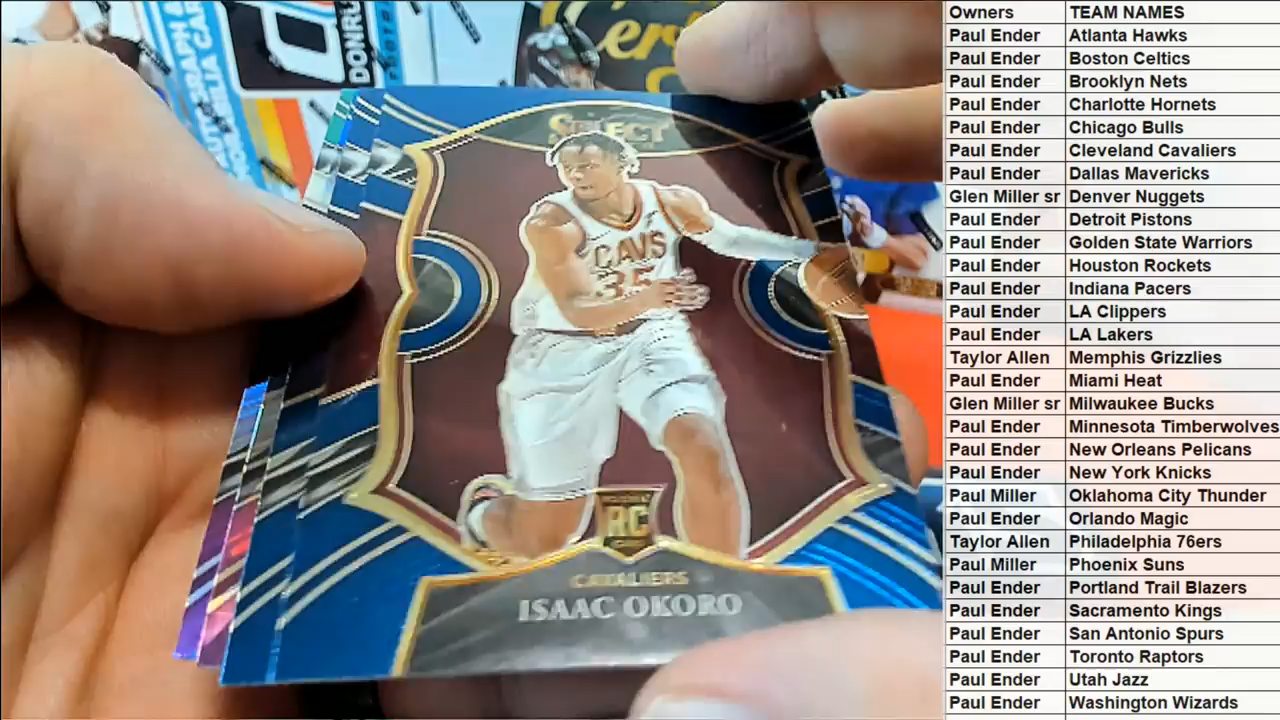 DONRU
Cer
SELECT
CAVS
35
RC
CAVALIERS
ISAAC OKORO
Owners TEAM NAMES
Paul Ender Atlanta Hawks
Paul Ender Boston Celtics
Paul Ender Brooklyn Nets
Paul Ender Charlotte Hornets
Paul Ender Chicago Bulls
Paul Ender Cleveland Cavaliers
Paul Ender Dallas Mavericks
Glen Miller sr Denver Nuggets
Paul Ender Detroit Pistons
Paul Ender Golden State Warriors
Paul Ender Houston Rockets
Paul Ender Indiana Pacers
Paul Ender LA Clippers
Paul Ender LA Lakers
Taylor Allen Memphis Grizzlies
Paul Ender Miami Heat
Glen Miller sr Milwaukee Bucks
Paul Ender Minnesota Timberwolves
Paul Ender New Orleans Pelicans
Paul Ender New York Knicks
Paul Miller Oklahoma City Thunder
Paul Ender Orlando Magic
Taylor Allen Philadelphia 76ers
Paul Miller Phoenix Suns
Paul Ender Portland Trail Blazers
Paul Ender Sacramento Kings
Paul Ender San Antonio Spurs
Paul Ender Toronto Raptors
Paul Ender Utah Jazz
Paul Ender Washington Wizards